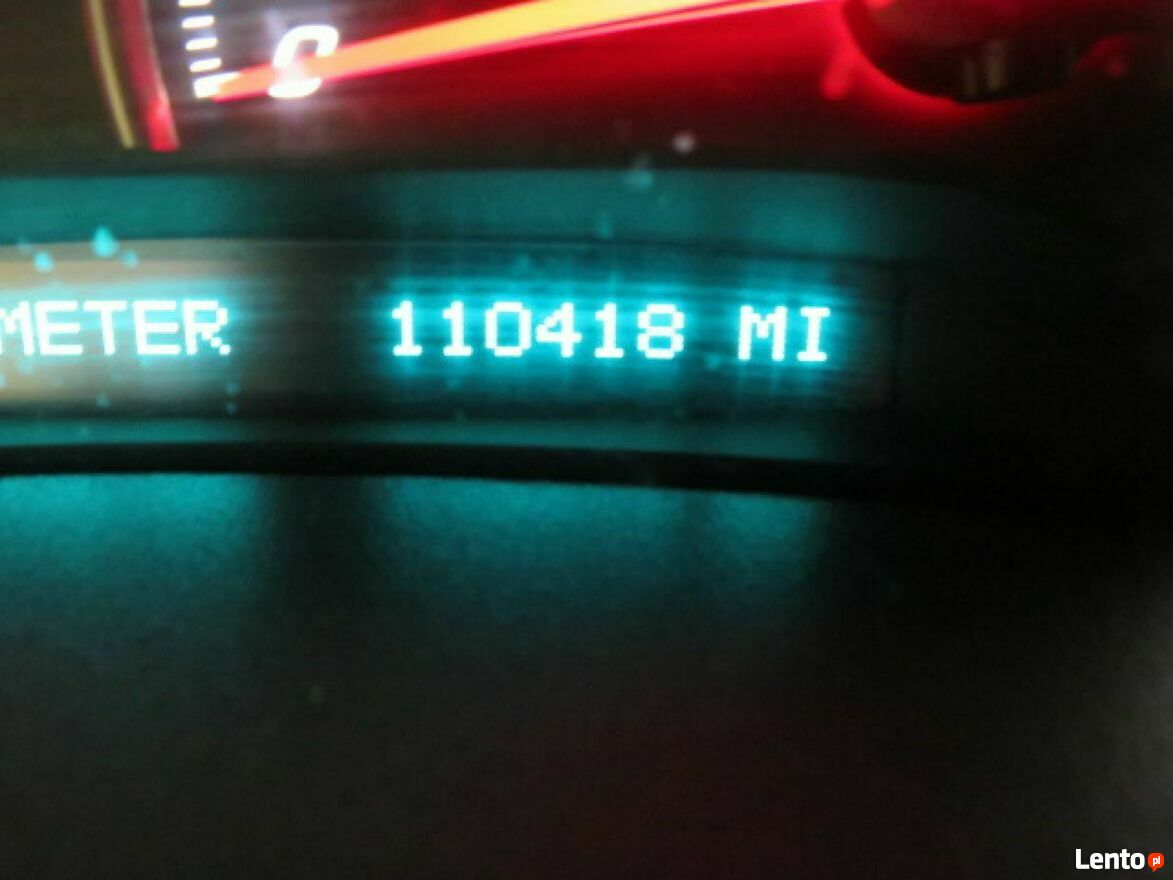 C
METER 110418 MI
Lento pl